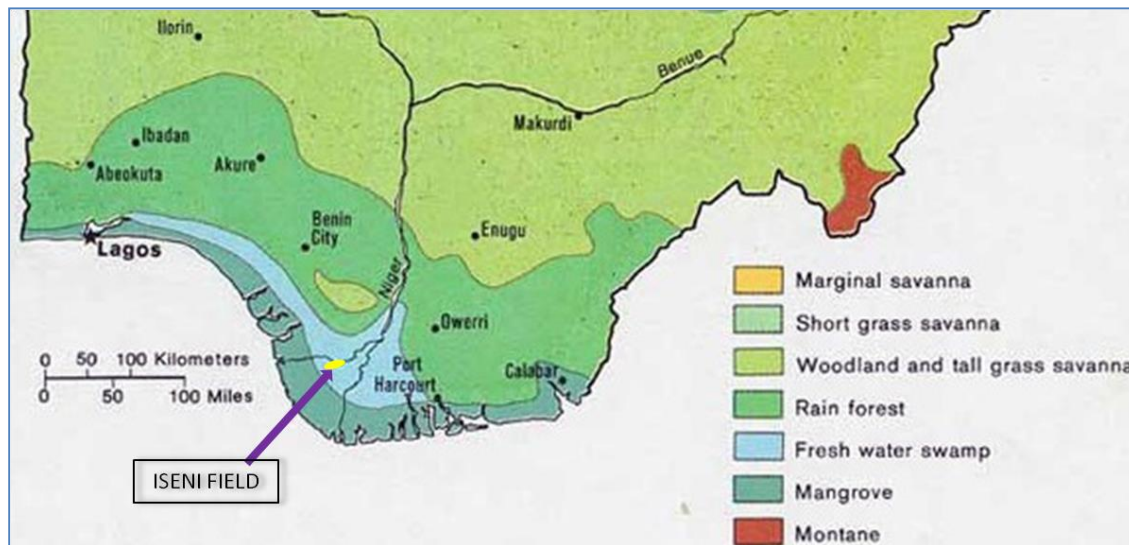 Ilorin
Benue
Makurdi
Ibadan
Abeokuta
Akure
Benin
City
Enugu
Lagos
Niger
Owerri
Port
Harcourt
Calabar
0 50 100 Kilometers
0 50 100 Miles
ISENI FIELD
Marginal savanna
Short grass savanna
Woodland and tall grass savanna
Rain forest
Fresh water swamp
Mangrove
Montane